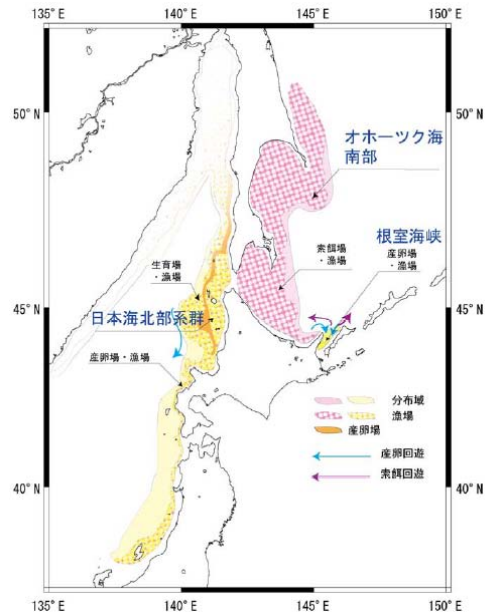 135° E
140° E
145° E
150° E
50° N
50° N
オホーツク海
南部
根室海峡
産卵場
・漁場
索餌場
・漁場
生育場
・漁場
45° N
45° N
日本海北部系群
産卵場・漁場
分布域
漁場
産卵場
産卵回遊
索餌回遊
40° N
40° N
135° E
140° E
145° E
150° E